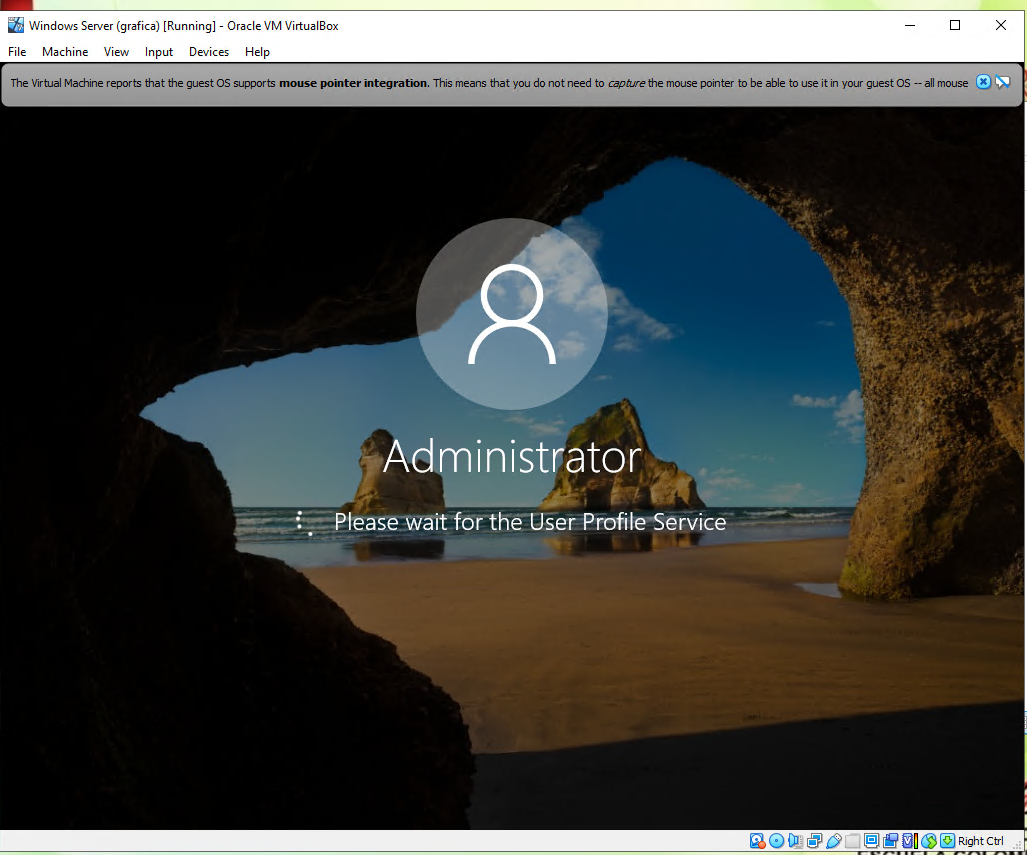 Windows Server (grafica) [Running] - Oracle VM VirtualBox
File Machine View Input Devices Help
The Virtual Machine reports that the guest OS supports mouse pointer integration. This means that you do not need to capture the mouse pointer to be able to use it in your guest OS -- all mouse
Administrator
Please wait for the User Profile Service
Right Ctrl